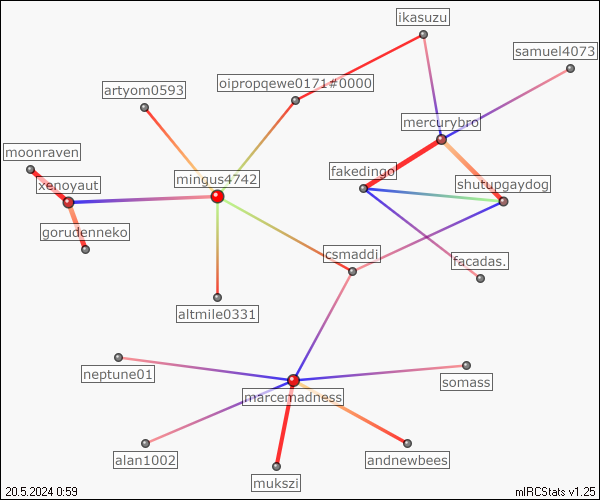 ikasuzu
samuel4073
artyom0593
oipropqewe0171#0000
mercurybro
moonraven
fakedingo
xenoyaut
mingus4742
shutupgaydog
gorudenneko
csmaddi
facadas.
altmile0331
neptune01
somass
marcemadness
alan1002
andnewbees
mukszi
20.5.2024 0:59
mIRCStats v1.25